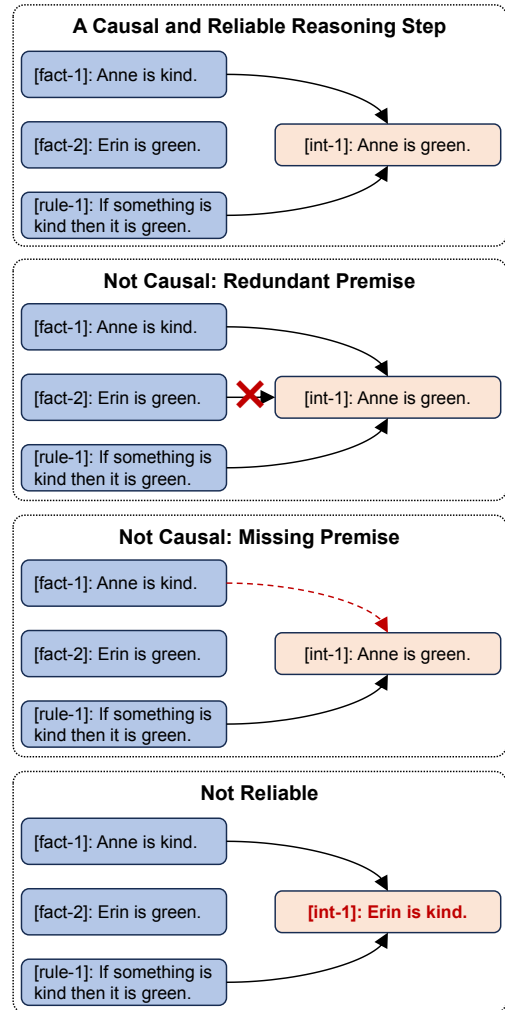 A Causal and Reliable Reasoning Step
[fact-1]: Anne is kind.
[fact-2]: Erin is green.
[int-1]: Anne is green.
[rule-1]: If something is
kind then it is green.
Not Causal: Redundant Premise
[fact-1]: Anne is kind.
[fact-2]: Erin is green.
[int-1]: Anne is green.
[rule-1]: If something is
kind then it is green.
Not Causal: Missing Premise
[fact-1]: Anne is kind.
[fact-2]: Erin is green.
[int-1]: Anne is green.
[rule-1]: If something is
kind then it is green.
Not Reliable
[fact-1]: Anne is kind.
[fact-2]: Erin is green.
[int-1]: Erin is kind.
[rule-1]: If something is
kind then it is green.